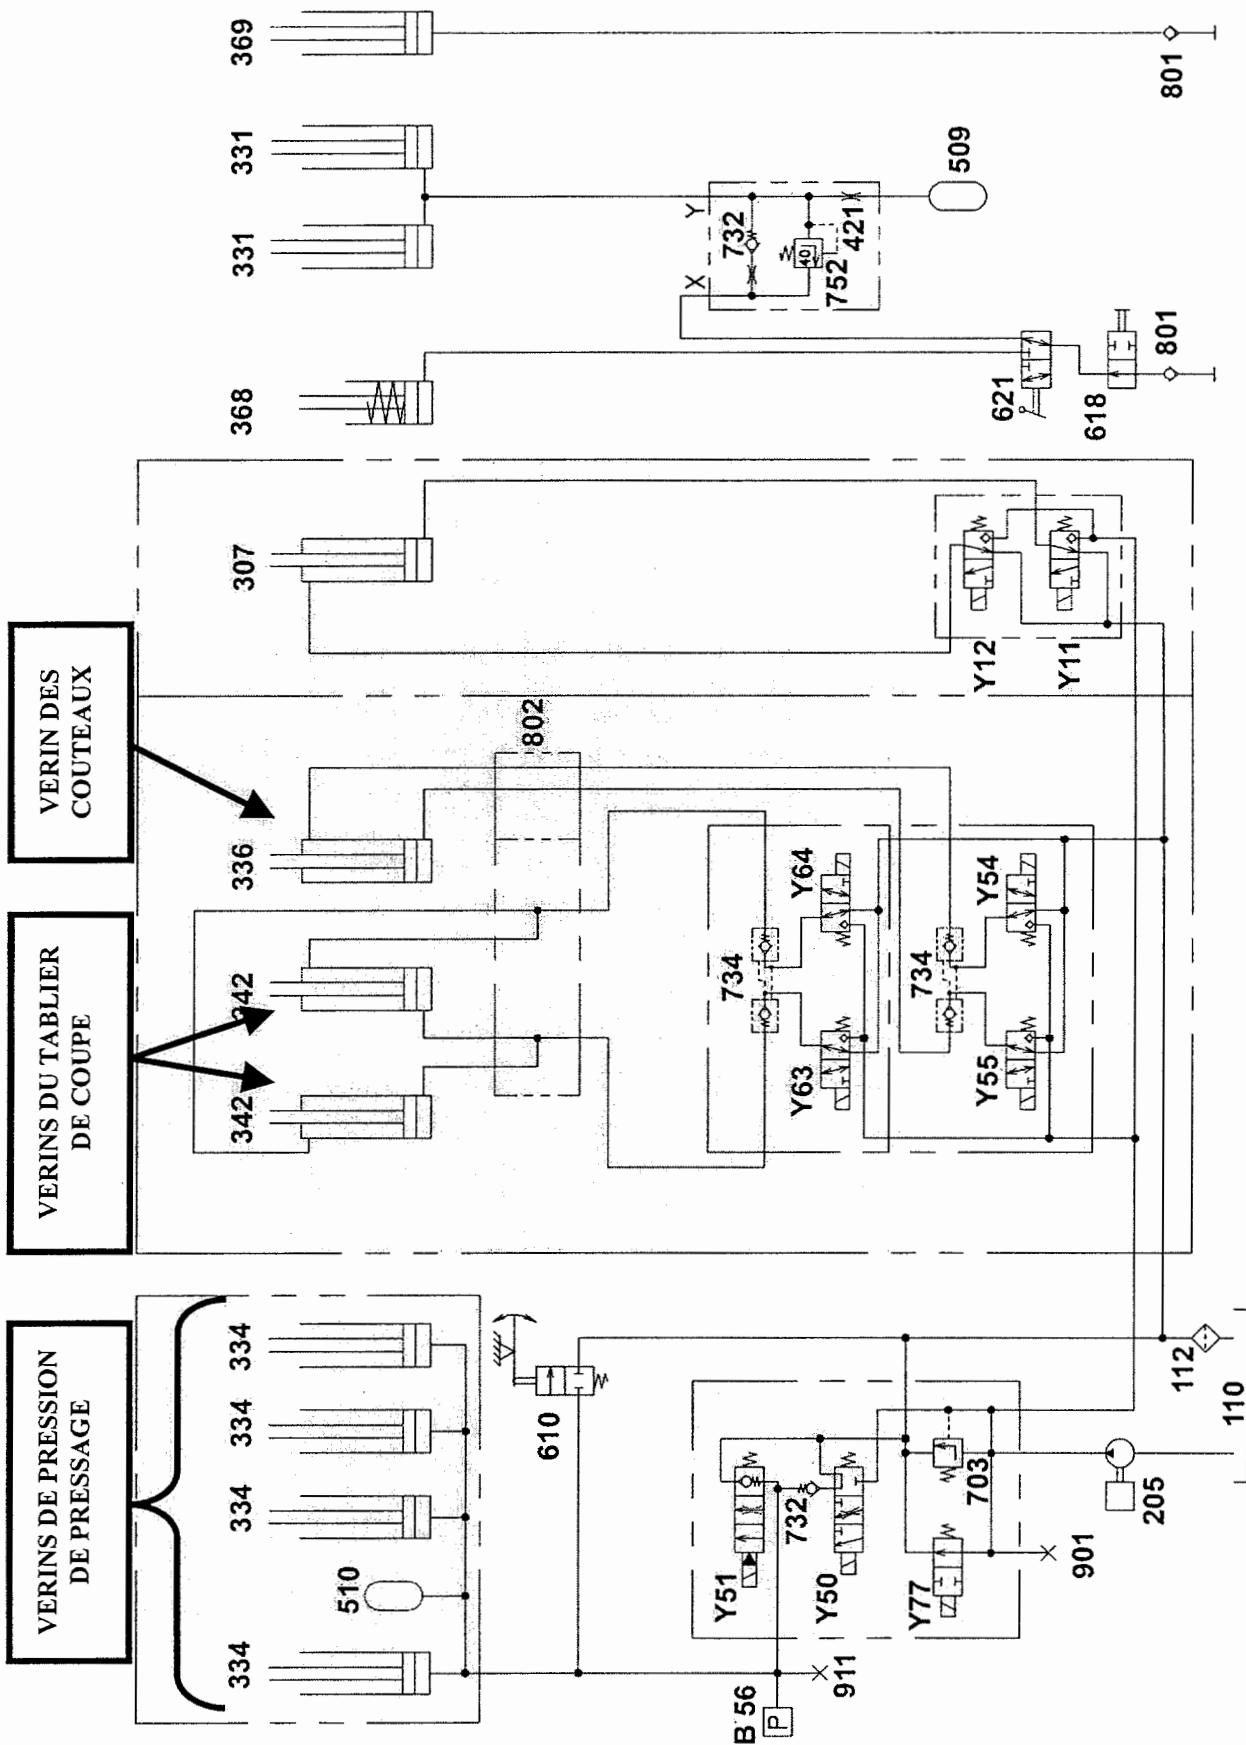 VERINS DE PRESSION
DE PRESSAGE
VERINS DU TABLIER
DE COUPE
VERIN DES
COUTEAUX
334
334
334
334
342
342
336
307
368
331
331
369
510
610
802
X
Y
732
421
40
752
509
734
Y63
Y64
734
Y55
Y54
Y12
Y11
621
618
801
801
B 56
P
911
Y51
732
Y50
Y77
703
901
205
112
110